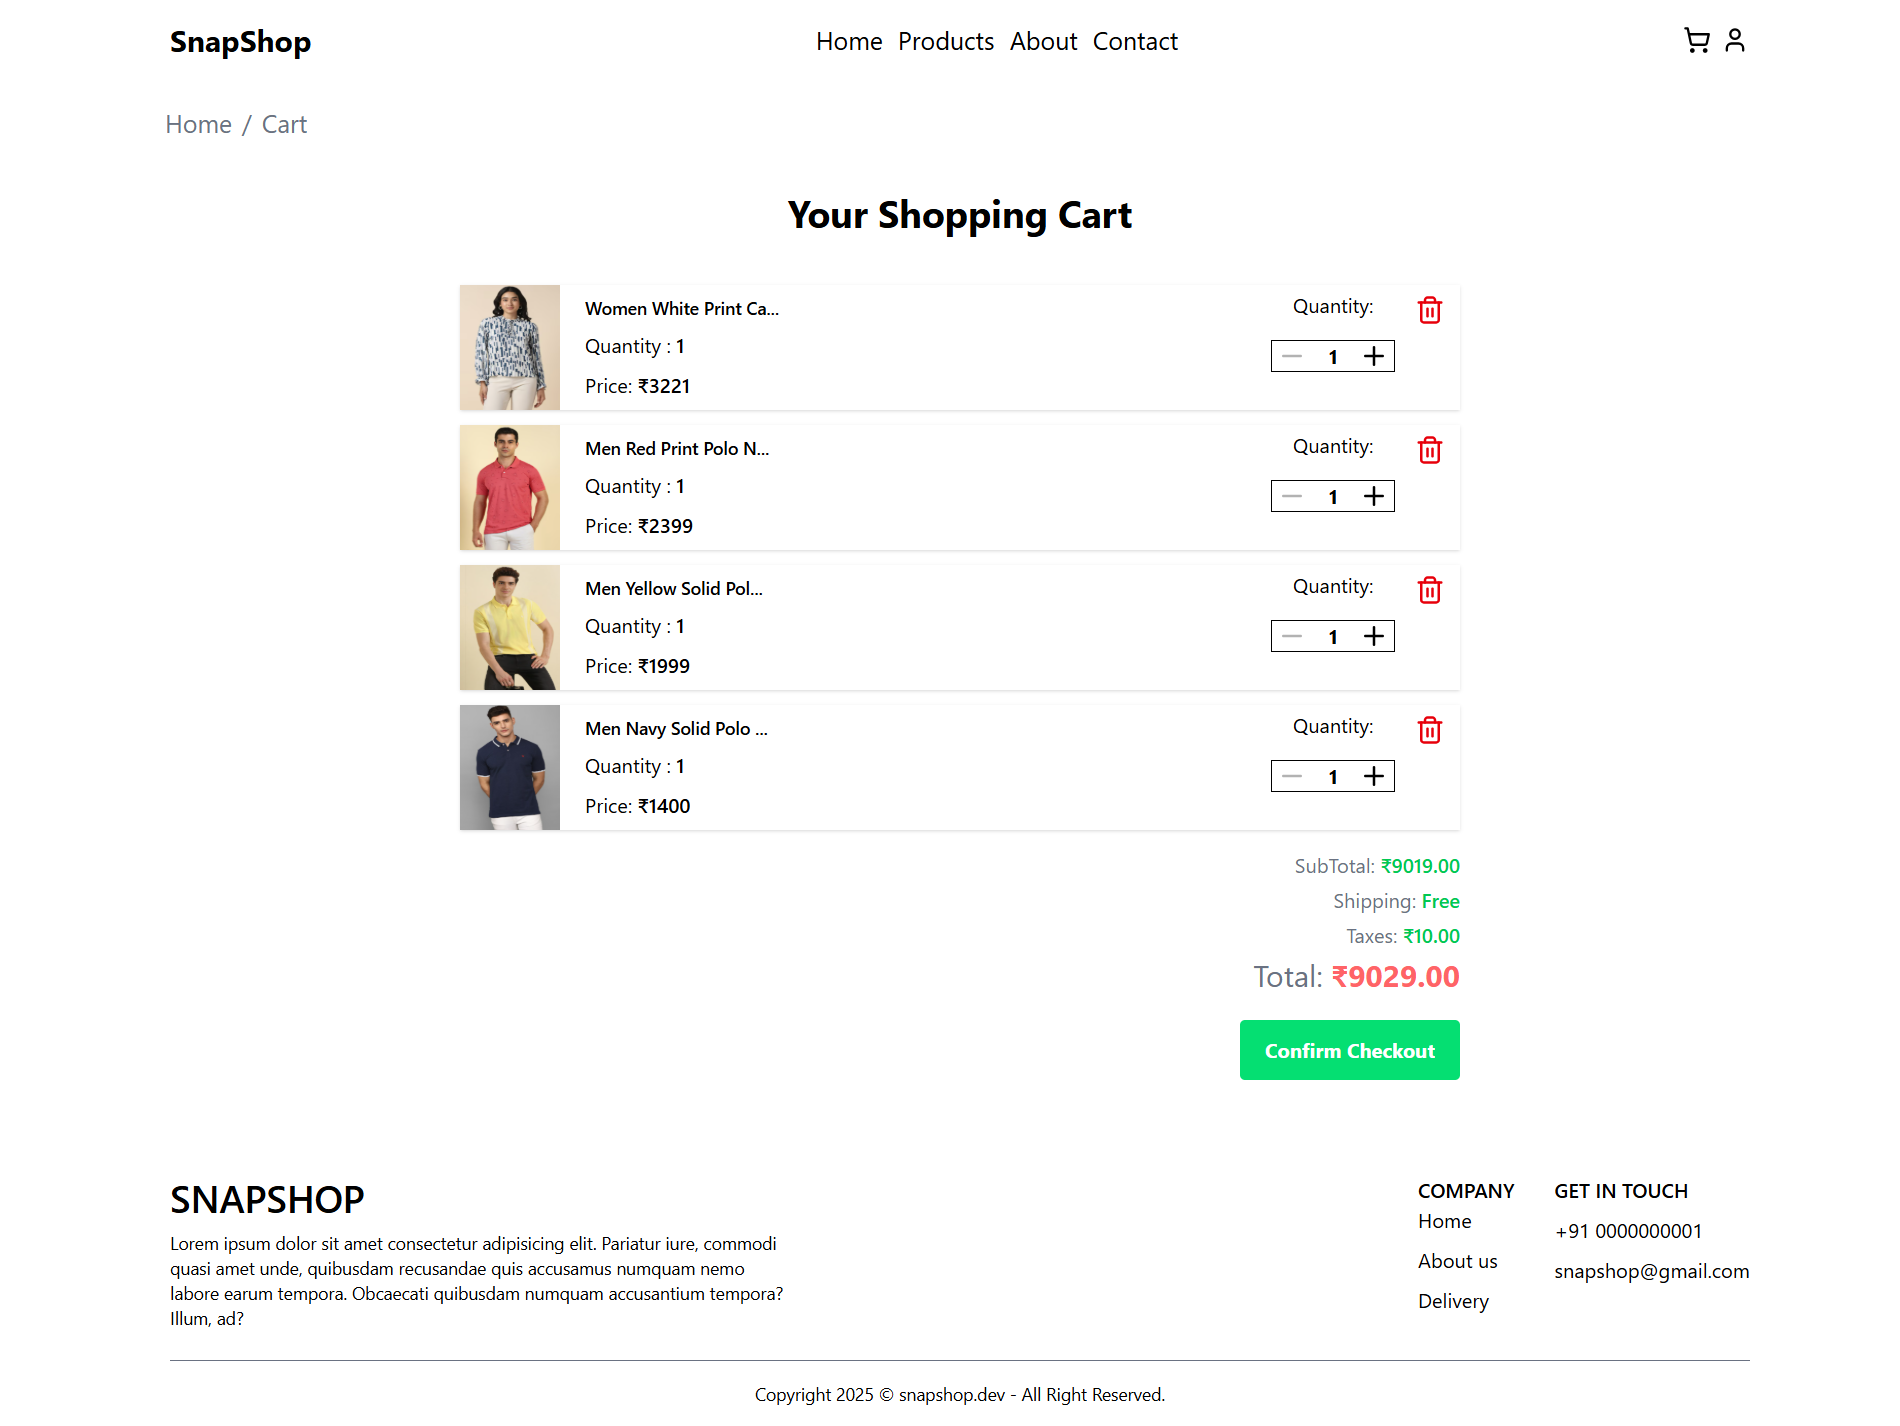 SnapShop
Home Products About Contact
Home / Cart
Your Shopping Cart
Women White Print Ca...
Quantity : 1
Price: ₹3221
Quantity:
1
Men Red Print Polo N...
Quantity : 1
Price: ₹2399
Quantity:
1
Men Yellow Solid Pol...
Quantity : 1
Price: ₹1999
Quantity:
1
Men Navy Solid Polo ...
Quantity : 1
Price: ₹1400
Quantity:
1
SubTotal: ₹9019.00
Shipping: Free
Taxes: ₹10.00
Total: ₹9029.00
Confirm Checkout
SNAPSHOP
Lorem ipsum dolor sit amet consectetur adipisicing elit. Pariatur iure, commodi
quasi amet unde, quibusdam recusandae quis accusamus numquam nemo
labore earum tempora. Obcaecati quibusdam numquam accusantium tempora?
Illum, ad?
COMPANY
Home
About us
Delivery
GET IN TOUCH
+91 0000000001
snapshop@gmail.com
Copyright 2025 © snapshop.dev - All Right Reserved.